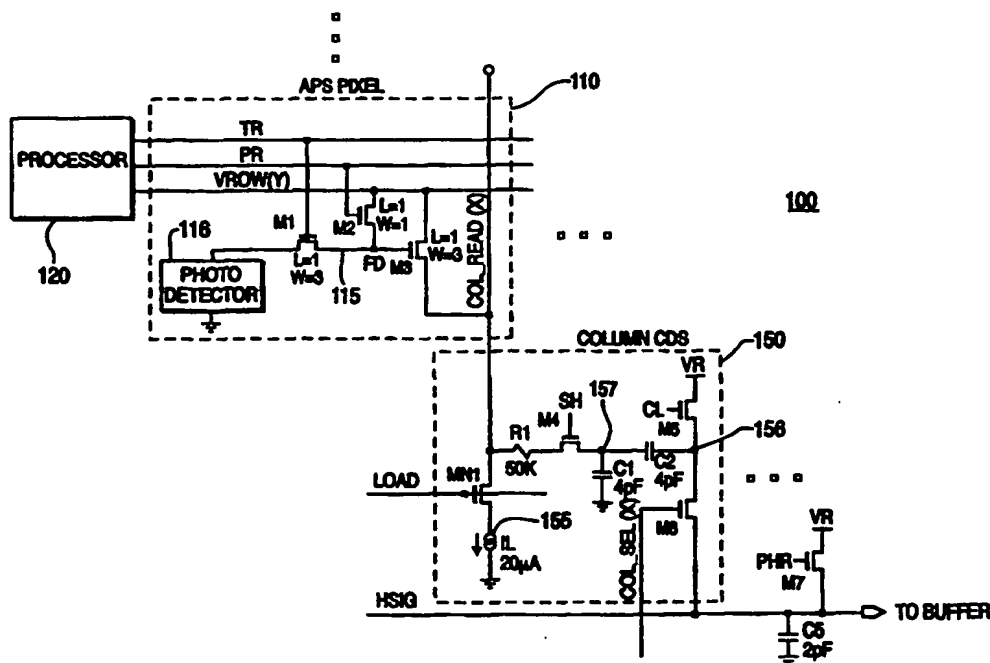 APS PIXEL
110
TR
PROCESSOR
PR
VROW(Y)
100
M1
M2
L=1
W=1
L=1
W=3
116
120
PHOTO
DETECTOR
L=1
W=3
115
FD
M3
COL_READ (X)
COLUMN CDS
150
VR
SH
157
CL
M5
156
R1
M4
50K
C1
4pF
C2
4pF
LOAD
MN1
155
IL
20µA
COL_SEL (X)
M6
VR
PHR
M7
HSIG
TO BUFFER
C5
2pF